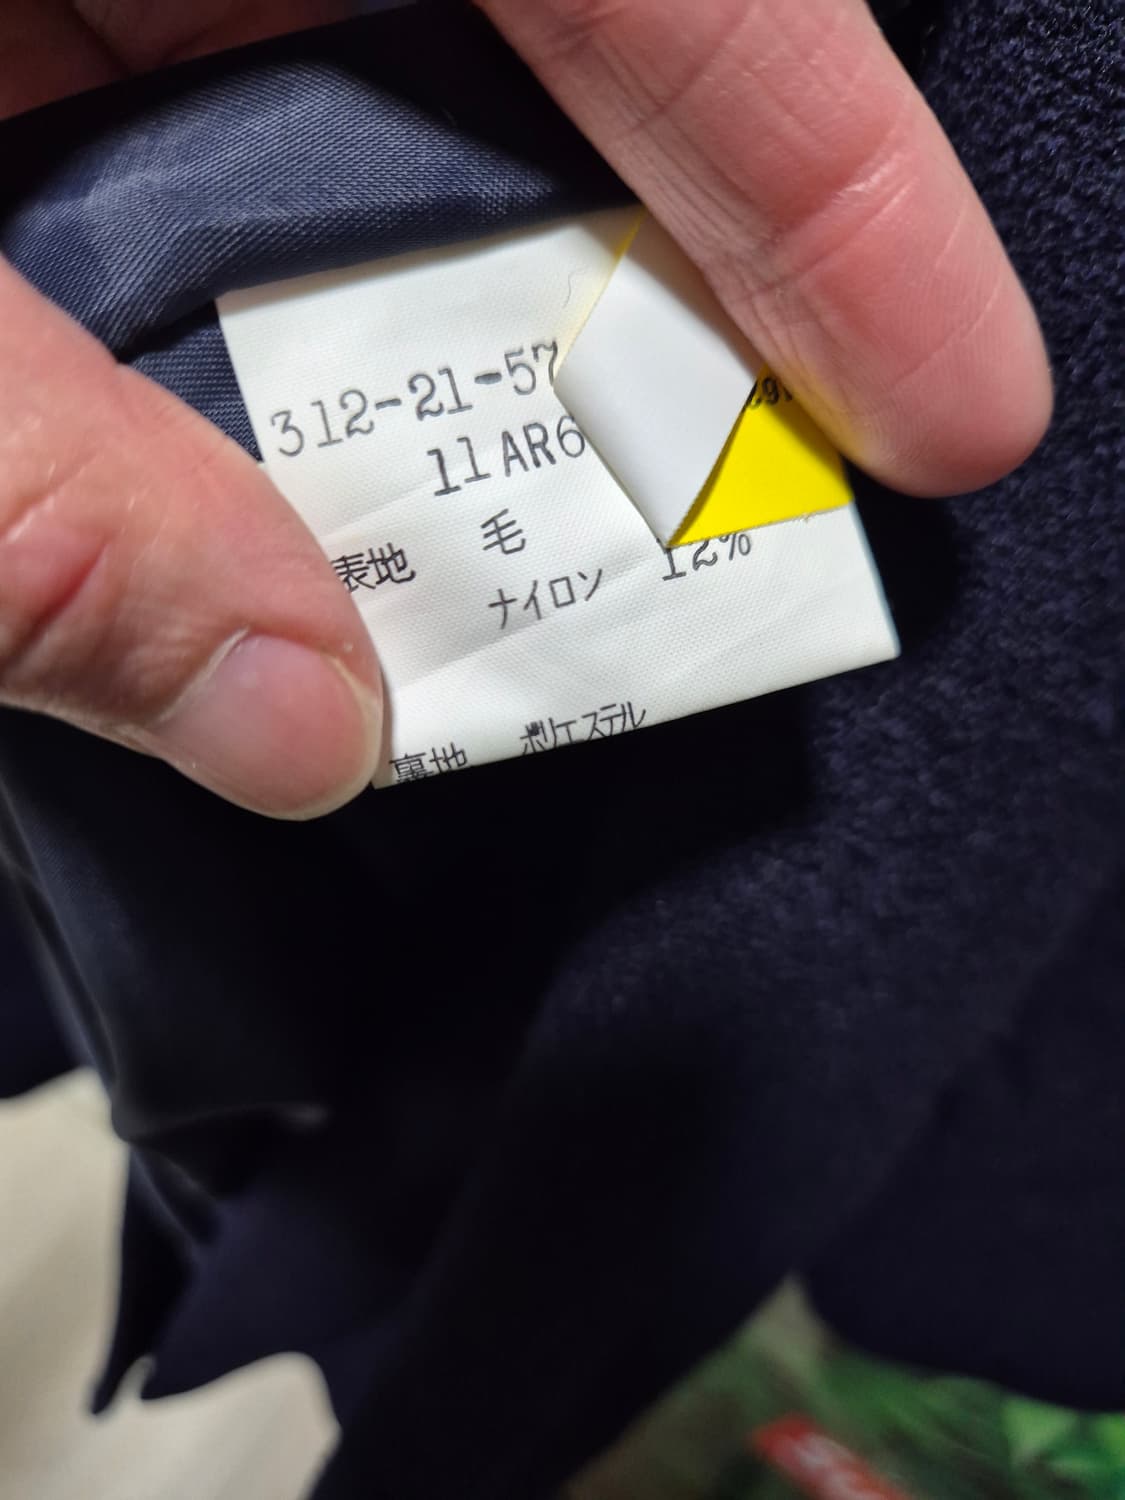 312-21-57
11AR6
毛
表地
ナイロン 12%
裏地 ポリエステル